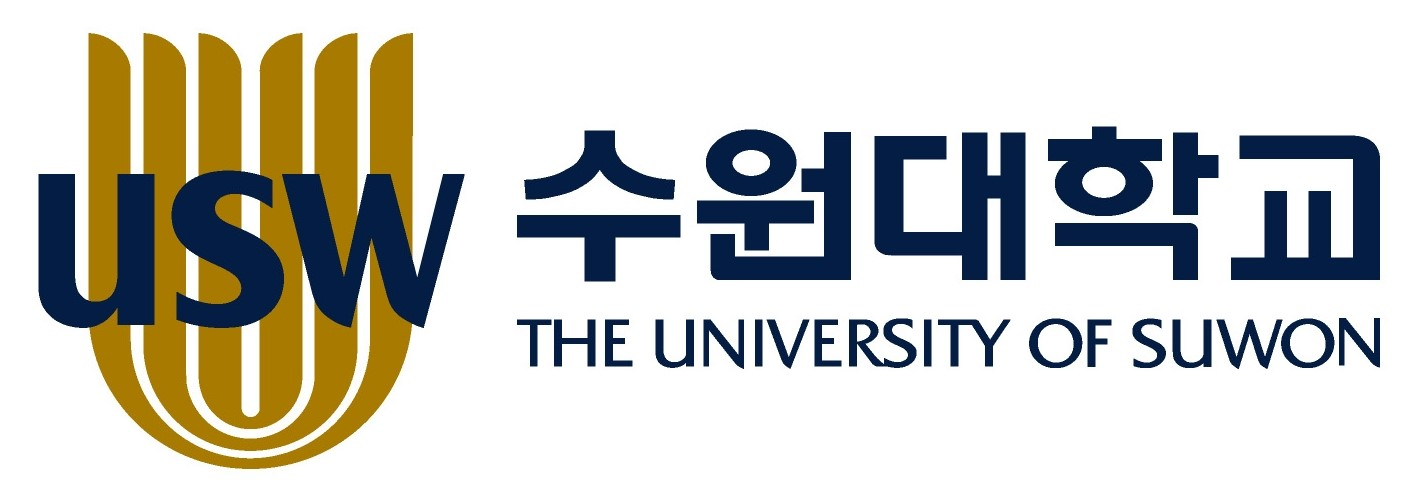 USW
수원대학교
THE UNIVERSITY OF SUWON